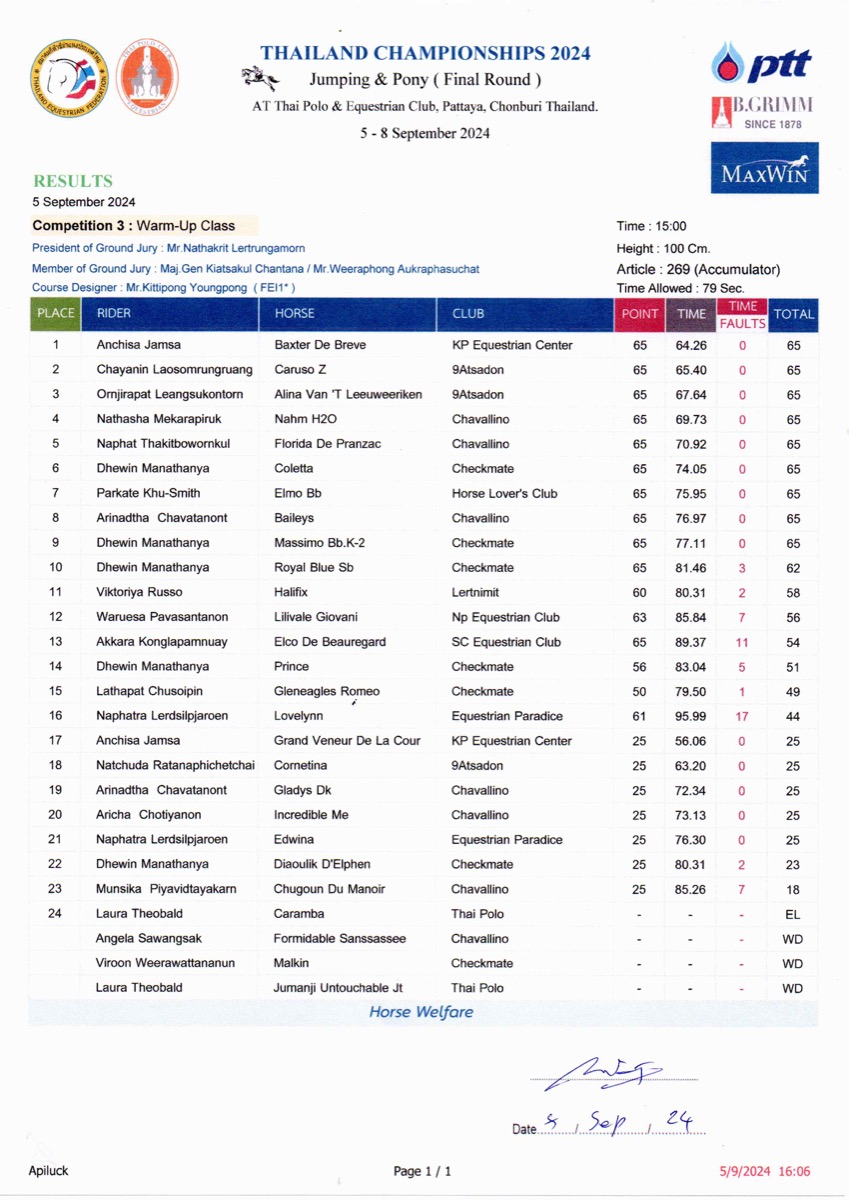 THAILAND CHAMPIONSHIPS 2024
Jumping & Pony ( Final Round )
AT Thai Polo & Equestrian Club, Pattaya, Chonburi Thailand.
5 - 8 September 2024
THAILAND EQUESTRIAN FEDERATION
ptt
B.GRIMM
SINCE 1878
MAXWIN
RESULTS
5 September 2024
Competition 3 : Warm-Up Class
Time : 15:00
President of Ground Jury : Mr.Nathakrit Lertrungamorn
Height : 100 Cm.
Member of Ground Jury : Maj.Gen Kiatsakul Chantana / Mr.Weeraphong Aukraphasuchat
Article : 269 (Accumulator)
Course Designer : Mr.Kittipong Youngpong ( FEI1* )
Time Allowed : 79 Sec.
PLACE RIDER HORSE CLUB POINT TIME TIME FAULTS TOTAL
1 Anchisa Jamsa Baxter De Breve KP Equestrian Center 65 64.26 0 65
2 Chayanin Laosomrungruang Caruso Z 9Atsadon 65 65.40 0 65
3 Ornjirapat Leangsukontorn Alina Van 'T Leeuweeriken 9Atsadon 65 67.64 0 65
4 Nathasha Mekarapiruk Nahm H2O Chavallino 65 69.73 0 65
5 Naphat Thakitbowornkul Florida De Pranzac Chavallino 65 70.92 0 65
6 Dhewin Manathanya Coletta Checkmate 65 74.05 0 65
7 Parkate Khu-Smith Elmo Bb Horse Lover's Club 65 75.95 0 65
8 Arinadtha Chavatanont Baileys Chavallino 65 76.97 0 65
9 Dhewin Manathanya Massimo Bb.K-2 Checkmate 65 77.11 0 65
10 Dhewin Manathanya Royal Blue Sb Checkmate 65 81.46 3 62
11 Viktoriya Russo Halifix Lertnimit 60 80.31 2 58
12 Waruesa Pavasantanon Lilivale Giovani Np Equestrian Club 63 85.84 7 56
13 Akkara Konglapamnuay Elco De Beauregard SC Equestrian Club 65 89.37 11 54
14 Dhewin Manathanya Prince Checkmate 56 83.04 5 51
15 Lathapat Chusoipin Gleneagles Romeo Checkmate 50 79.50 1 49
16 Naphatra Lerdsilpjaroen Lovelynn Equestrian Paradice 61 95.99 17 44
17 Anchisa Jamsa Grand Veneur De La Cour KP Equestrian Center 25 56.06 0 25
18 Natchuda Ratanaphichetchai Cornetina 9Atsadon 25 63.20 0 25
19 Arinadtha Chavatanont Gladys Dk Chavallino 25 72.34 0 25
20 Aricha Chotiyanon Incredible Me Chavallino 25 73.13 0 25
21 Naphatra Lerdsilpjaroen Edwina Equestrian Paradice 25 76.30 0 25
22 Dhewin Manathanya Diaoulik D'Elphen Checkmate 25 80.31 2 23
23 Munsika Piyavidtayakarn Chugoun Du Manoir Chavallino 25 85.26 7 18
24 Laura Theobald Caramba Thai Polo - - - EL
Angela Sawangsak Formidable Sanssassee Chavallino - - - WD
Viroon Weerawattananun Malkin Checkmate - - - WD
Laura Theobald Jumanji Untouchable Jt Thai Polo - - - WD
Horse Welfare
Date / Sep / 24
Apiluck
Page 1 / 1
5/9/2024 16:06